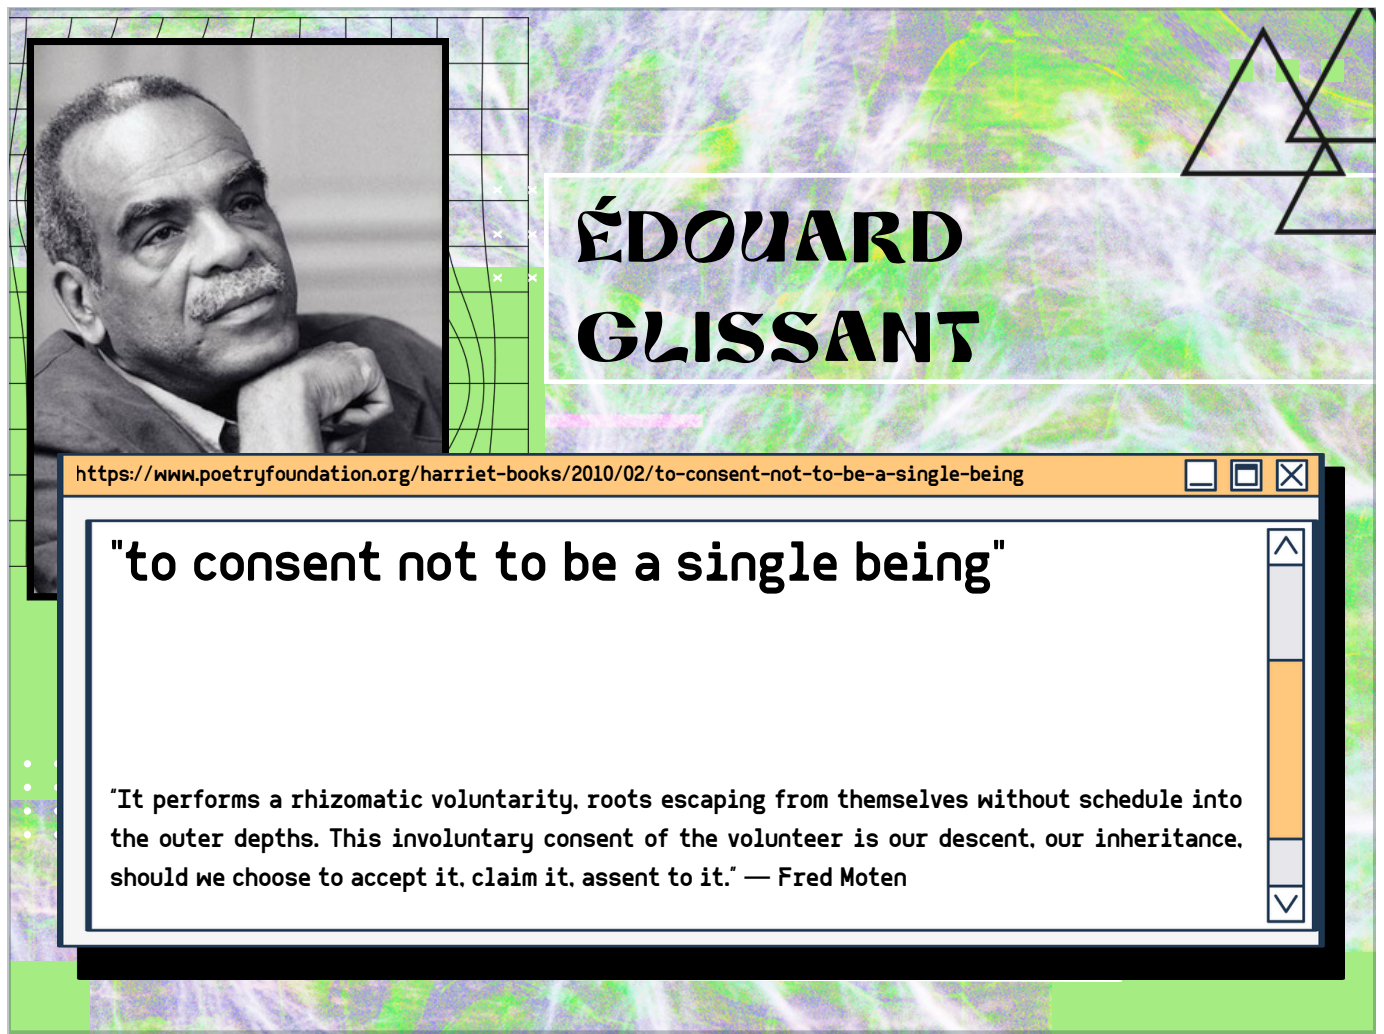 ÉDOUARD
GLISSANT
https://www.poetryfoundation.org/harriet-books/2010/02/to-consent-not-to-be-a-single-being
"to consent not to be a single being"
"It performs a rhizomatic voluntarity, roots escaping from themselves without schedule into
the outer depths. This involuntary consent of the volunteer is our descent, our inheritance,
should we choose to accept it, claim it, assent to it." — Fred Moten